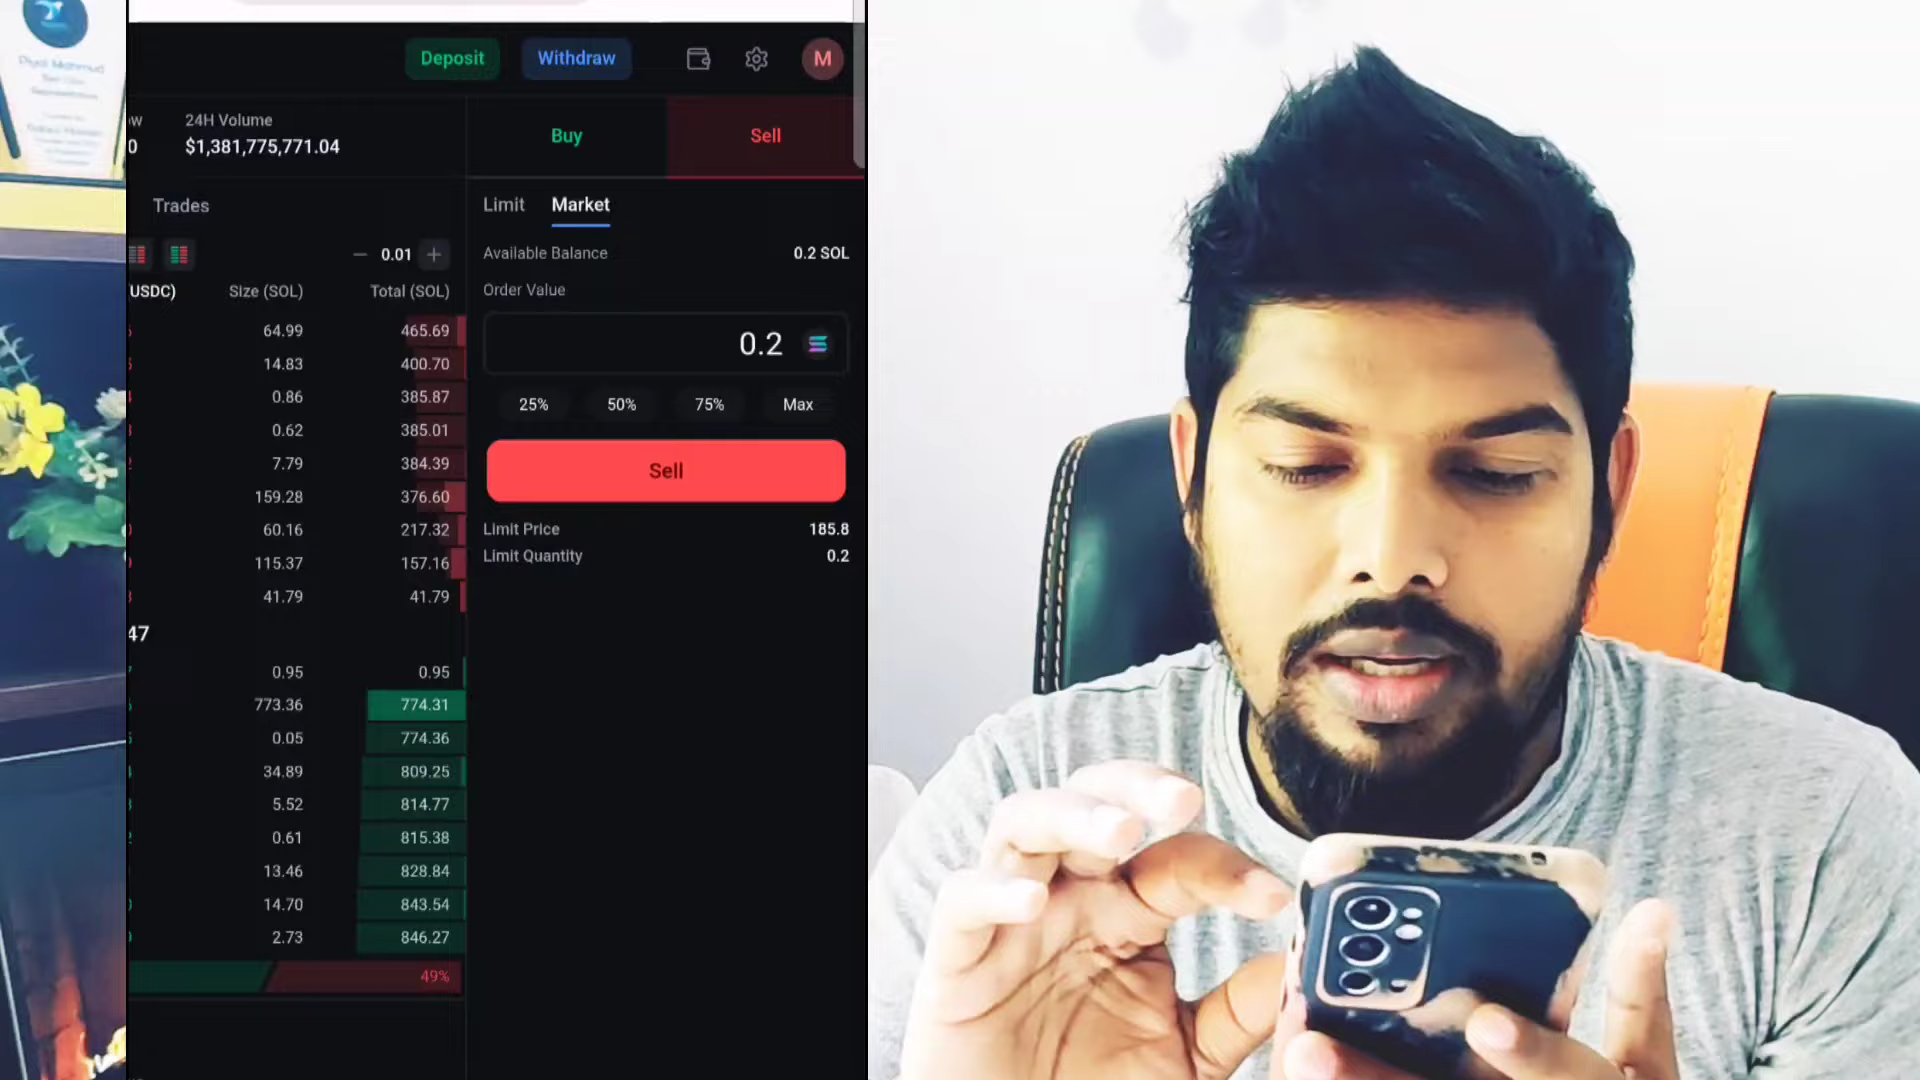 Diyal Mahmud
Deposit
Withdraw
M
w
24H Volume
Buy
Sell
0
$1,381,775,771.04
Trades
Limit
Market
0.01
Available Balance
0.2 SOL
USDC)
Size (SOL)
Total (SOL)
Order Value
64.99
465.69
0.2
14.83
400.70
0.86
385.87
25%
50%
75%
Max
0.62
385.01
7.79
384.39
Sell
159.28
376.60
60.16
217.32
Limit Price
185.8
115.37
157.16
Limit Quantity
0.2
41.79
41.79
47
0.95
0.95
773.36
774.31
0.05
774.36
34.89
809.25
5.52
814.77
0.61
815.38
13.46
828.84
14.70
843.54
2.73
846.27
49%